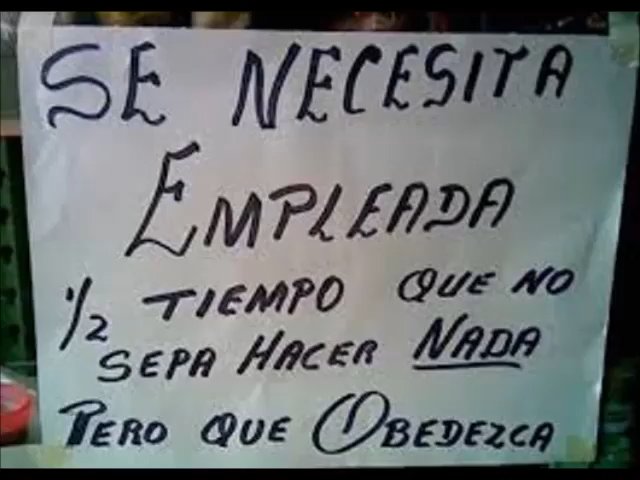 SE NECESITA
EMPLEADA
1/2 TIEMPO QUE NO
SEPA HACER NADA
PERO QUE OBEDEZCA